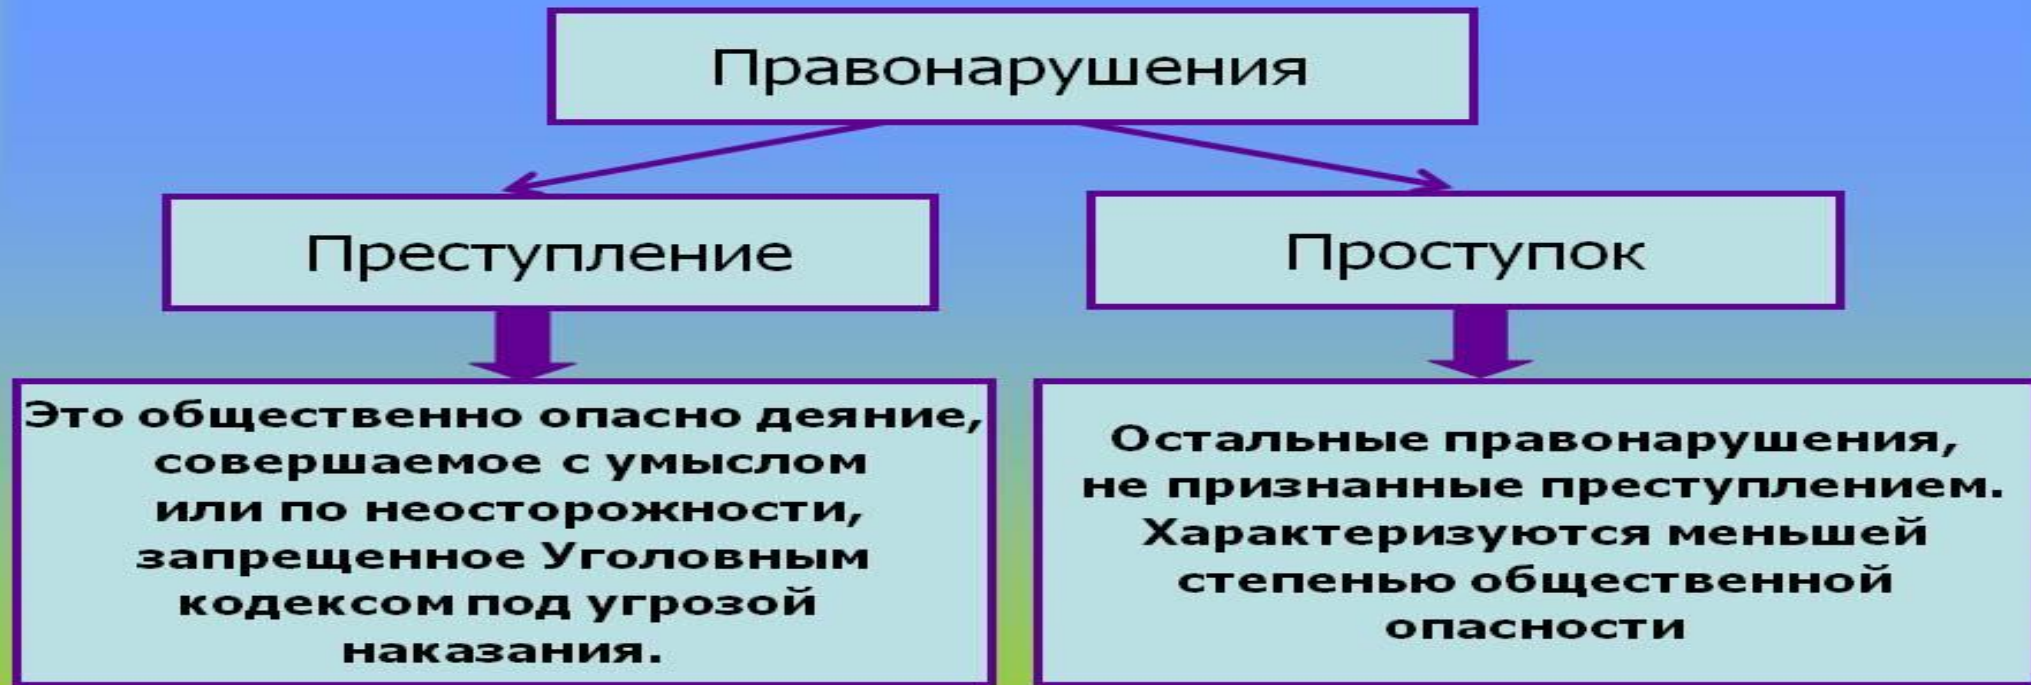 Правонарушения
Преступление
Проступок
Это общественно опасно деяние,
совершаемое с умыслом
или по неосторожности,
запрещенное Уголовным
кодексом под угрозой
наказания.
Остальные правонарушения,
не признанные преступлением.
Характеризуются меньшей
степенью общественной
опасности